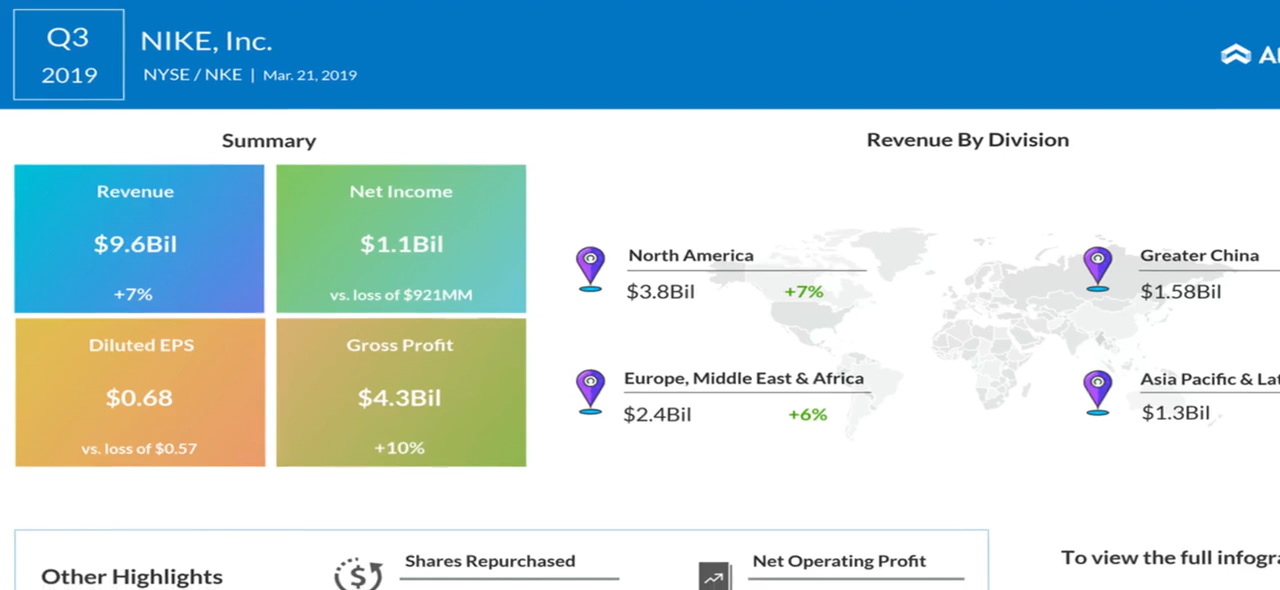 Q3
2019
NIKE, Inc.
NYSE / NKE | Mar. 21, 2019
Summary
Revenue
$9.6Bil
+7%
Net Income
$1.1Bil
vs. loss of $921MM
Diluted EPS
$0.68
vs. loss of $0.57
Gross Profit
$4.3Bil
+10%
Revenue By Division
North America
$3.8Bil +7%
Greater China
$1.58Bil
Europe, Middle East & Africa
$2.4Bil +6%
Asia Pacific &
$1.3Bil
Other Highlights
Shares Repurchased
Net Operating Profit
To view the full